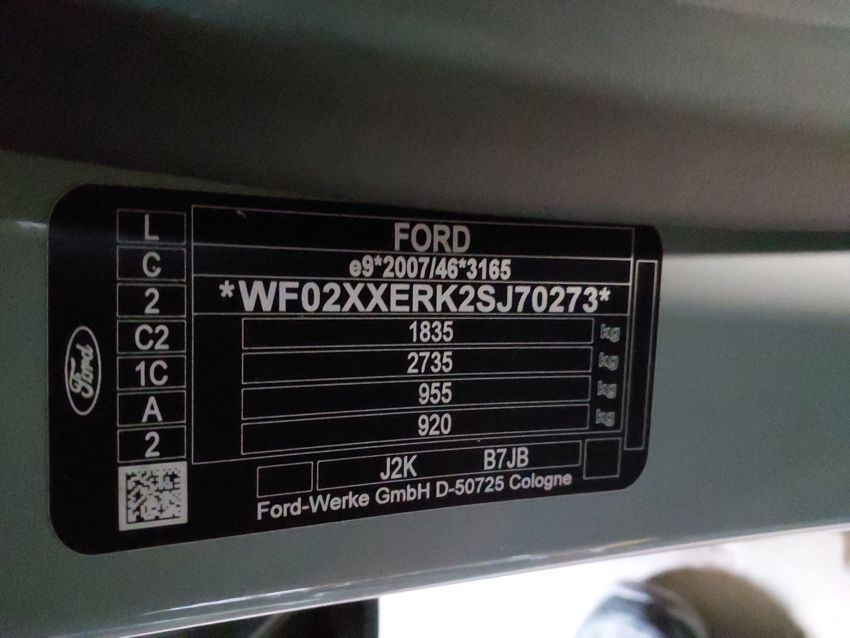 L
C
2
C2
1C
A
2
Ford
FORD
e9*2007/46*3165
*WF02XXERK2SJ70273*
1835 kg
2735 kg
955 kg
920 kg
J2K B7JB
Ford-Werke GmbH D-50725 Cologne